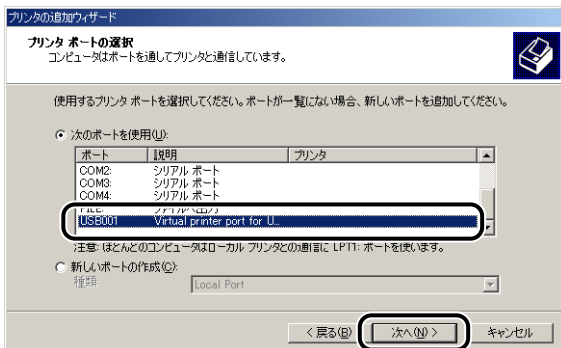 プリンタの追加ウィザード
プリンタ ポートの選択
コンピュータはポートを通してプリンタと通信しています。
使用するプリンタ ポートを選択してください。ポートが一覧にない場合、新しいポートを追加してください。
次のポートを使用(U):
ポート 説明 プリンタ
COM2: シリアル ポート
COM3: シリアル ポート
COM4: シリアル ポート
FILE: ファイルへ出力
USB001 Virtual printer port for U...
注意: ほとんどのコンピュータはローカル プリンタとの通信に LPT1: ポートを使います。
新しいポートの作成(C):
種類: Local Port
< 戻る(B) 次へ(N) > キャンセル